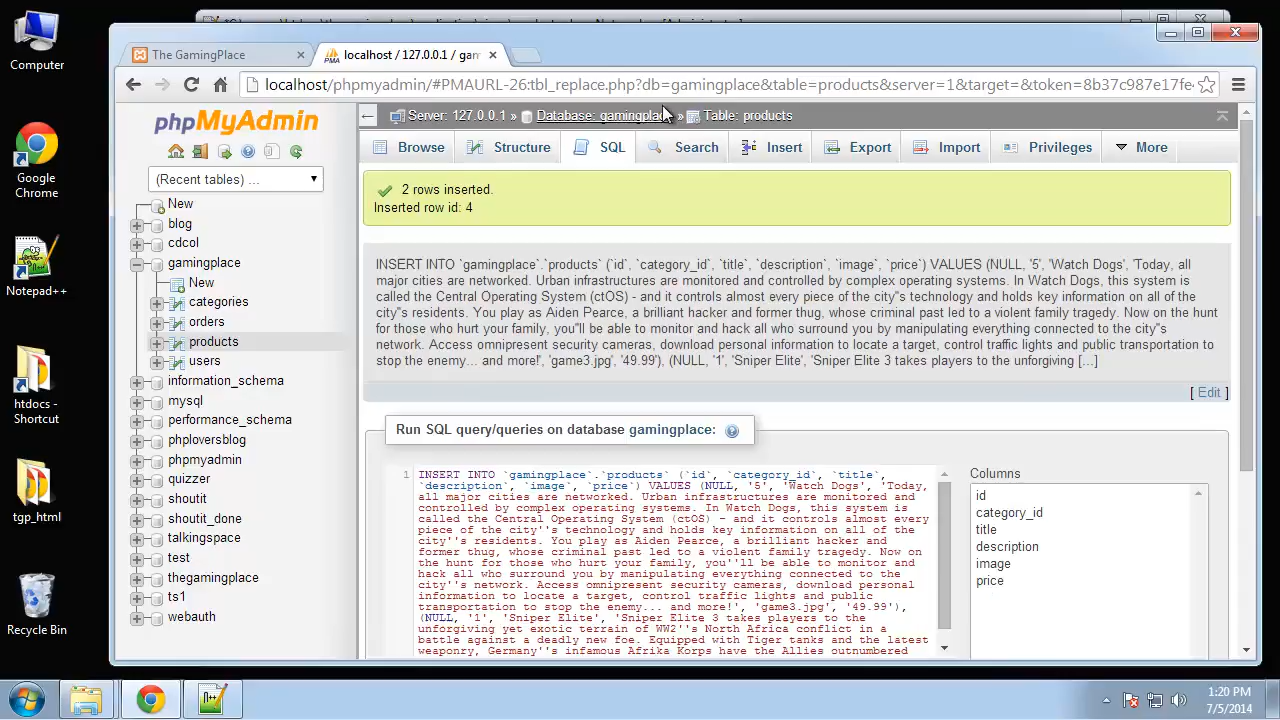 Computer
Google
Chrome
Notepad++
htdocs -
Shortcut
tgp_html
Recycle Bin
The GamingPlace
localhost / 127.0.0.1 / gam
localhost/phpmyadmin/#PMAURL-26:tbl_replace.php?db=gamingplace&table=products&server=1&target=&token=8b37c987e17fe
phpMyAdmin
(Recent tables) ...
New
blog
cdcol
gamingplace
New
categories
orders
products
users
information_schema
mysql
performance_schema
phploversblog
phpmyadmin
quizzer
shoutit
shoutit_done
talkingspace
test
thegamingplace
ts1
webauth
Server: 127.0.0.1 » Database: gamingplace » Table: products
Browse Structure SQL Search Insert Export Import Privileges More
2 rows inserted.
Inserted row id: 4
INSERT INTO `gamingplace`.`products` (`id`, `category_id`, `title`, `description`, `image`, `price`) VALUES (NULL, '5', 'Watch Dogs', 'Today, all
major cities are networked. Urban infrastructures are monitored and controlled by complex operating systems. In Watch Dogs, this system is
called the Central Operating System (ctOS) - and it controls almost every piece of the city''s technology and holds key information on all of the
city''s residents. You play as Aiden Pearce, a brilliant hacker and former thug, whose criminal past led to a violent family tragedy. Now on the hunt
for those who hurt your family, you''ll be able to monitor and hack all who surround you by manipulating everything connected to the city''s
network. Access omnipresent security cameras, download personal information to locate a target, control traffic lights and public transportation to
stop the enemy... and more!', 'game3.jpg', '49.99'), (NULL, '1', 'Sniper Elite', 'Sniper Elite 3 takes players to the unforgiving [...]
[ Edit ]
Run SQL query/queries on database gamingplace:
1 INSERT INTO `gamingplace`.`products` (`id`, `category_id`, `title`,
`description`, `image`, `price`) VALUES (NULL, '5', 'Watch Dogs', 'Today,
all major cities are networked. Urban infrastructures are monitored and
controlled by complex operating systems. In Watch Dogs, this system is
called the Central Operating System (ctOS) - and it controls almost every
piece of the city''s technology and holds key information on all of the
city''s residents. You play as Aiden Pearce, a brilliant hacker and
former thug, whose criminal past led to a violent family tragedy. Now on
the hunt for those who hurt your family, you''ll be able to monitor and
hack all who surround you by manipulating everything connected to the
city''s network. Access omnipresent security cameras, download personal
information to locate a target, control traffic lights and public
transportation to stop the enemy... and more!', 'game3.jpg', '49.99'),
(NULL, '1', 'Sniper Elite', 'Sniper Elite 3 takes players to the
unforgiving yet exotic terrain of WW2''s North Africa conflict in a
battle against a deadly new foe. Equipped with Tiger tanks and the latest
weaponry, Germany''s infamous Afrika Korps have the Allies outnumbered
Columns
id
category_id
title
description
image
price
1:20 PM
7/5/2014